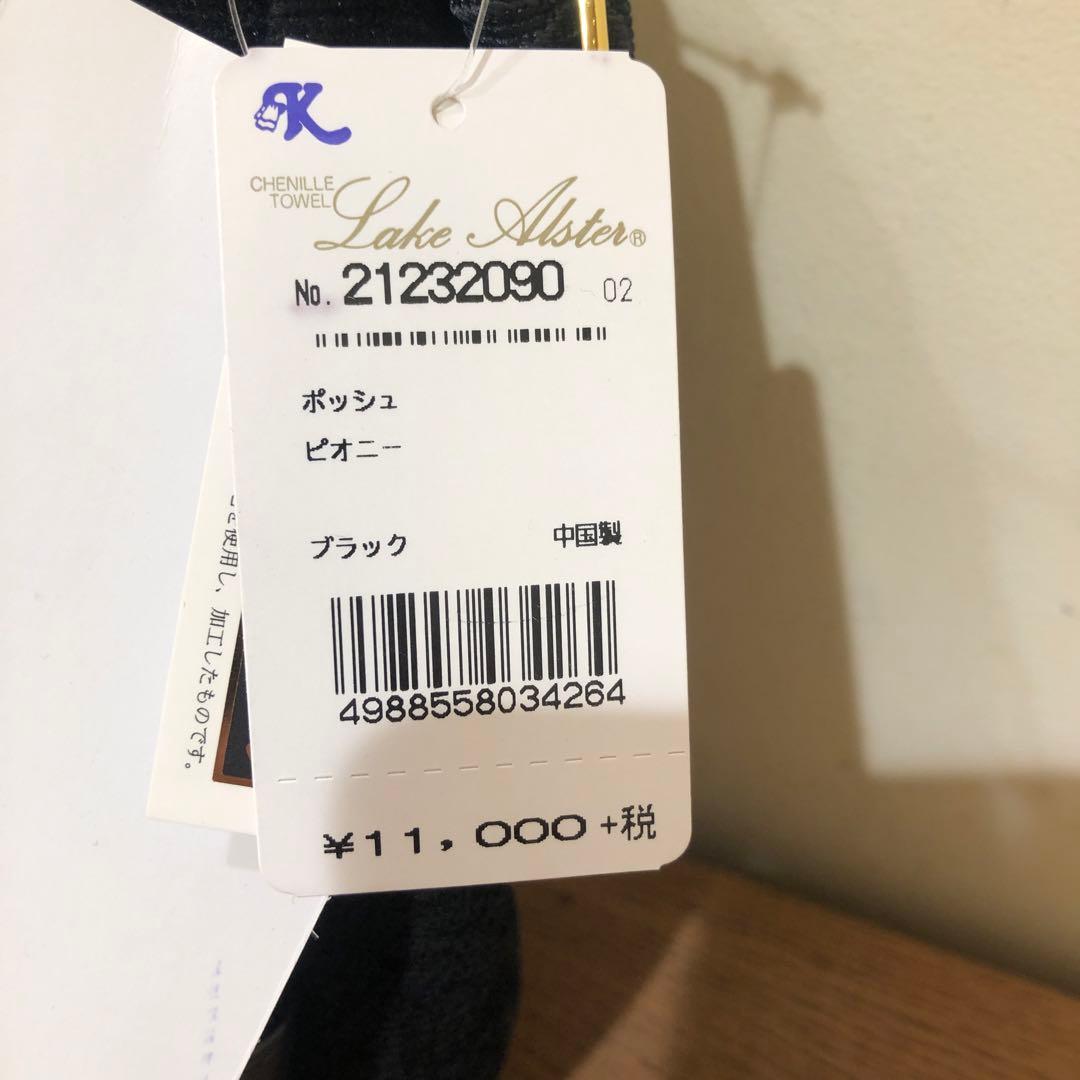 K
CHENILLE
TOWEL
Lake Alster®
No. 21232090 02
ポッシュ
ピオニー
ブラック 中国製
4988558034264
¥11,000+税
使用し、加工したものです。